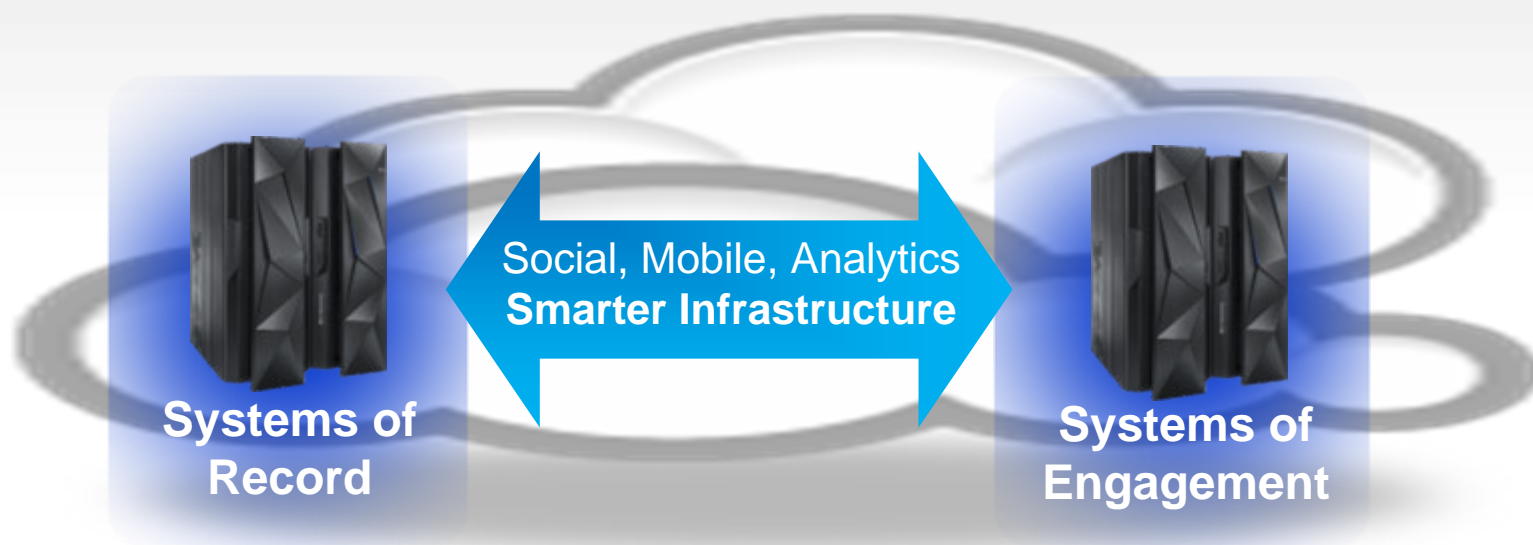 Social, Mobile, Analytics
Smarter Infrastructure
Systems of
Record
Systems of
Engagement